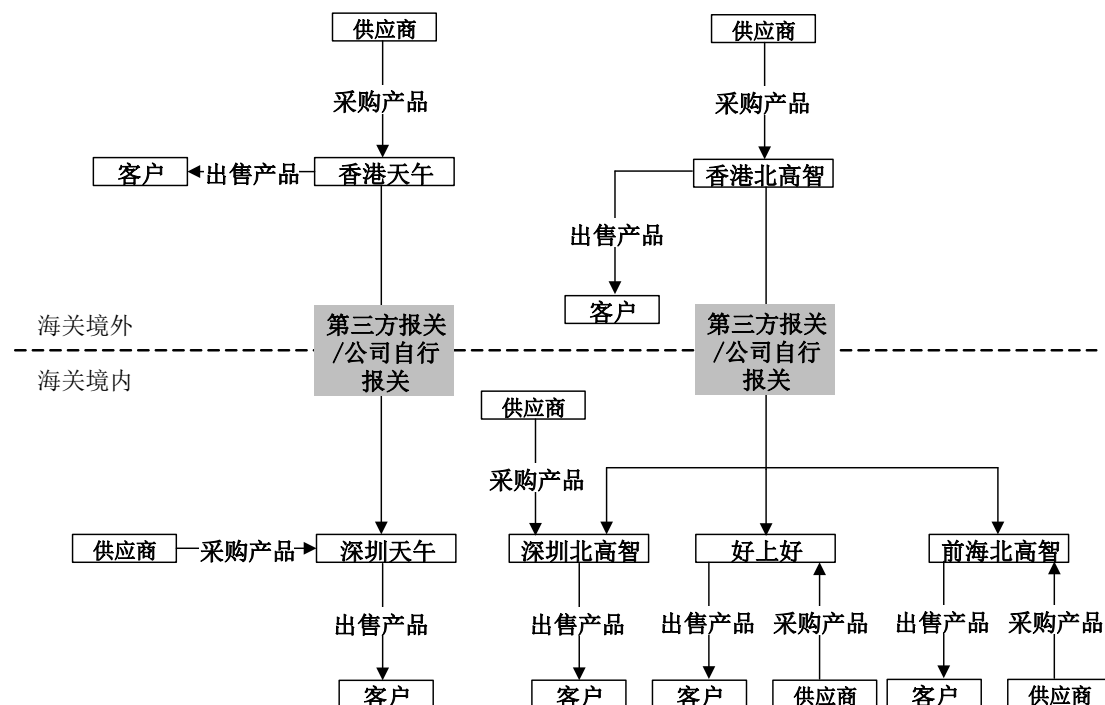 供应商
供应商
采购产品
采购产品
客户
出售产品
香港天午
香港北高智
出售产品
客户
海关境外
第三方报关
/公司自行
报关
第三方报关
/公司自行
报关
海关境内
供应商
采购产品
供应商
采购产品
深圳天午
深圳北高智
好上好
前海北高智
出售产品
出售产品
出售产品
采购产品
出售产品
采购产品
客户
客户
客户
供应商
客户
供应商